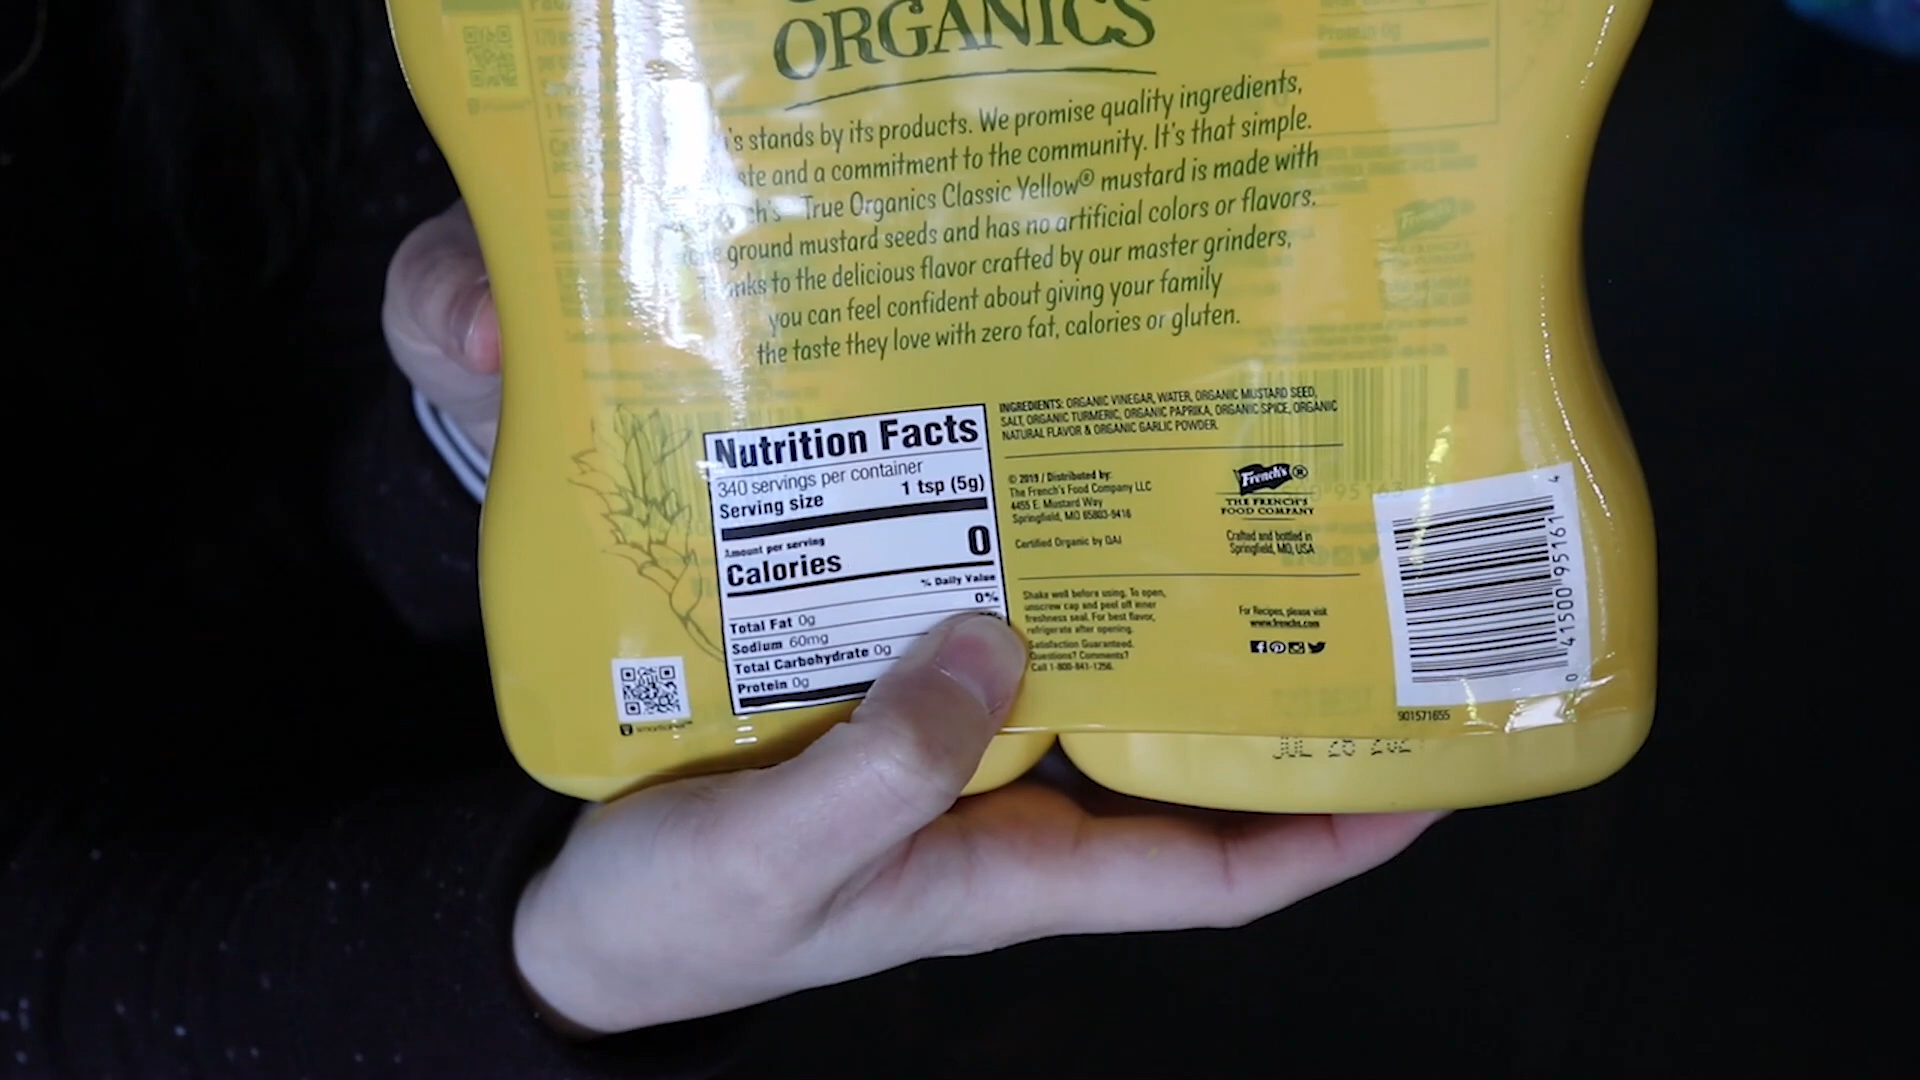 ORGANICS
's stands by its products. We promise quality ingredients,
and a commitment to the community. It's that simple.
True Organics Classic Yellow® mustard is made with
ground mustard seeds and has no artificial colors or flavors.
to the delicious flavor crafted by our master grinders,
you can feel confident about giving your family
the taste they love with zero fat, calories or gluten.
Nutrition Facts
340 servings per container
Serving size 1 tsp (5g)
Amount per serving
Calories 0
% Daily Value
Total Fat 0g 0%
Sodium 60mg
Total Carbohydrate 0g
Protein 0g
INGREDIENTS: ORGANIC VINEGAR, WATER, ORGANIC MUSTARD SEED,
SALT, ORGANIC TURMERIC, ORGANIC PAPRIKA, ORGANIC SPICE, ORGANIC
NATURAL FLAVOR & ORGANIC GARLIC POWDER.
© 2019 / Distributed by:
The French's Food Company LLC
4455 E. Mustard Way
Springfield, MO 65803-9416
Certified Organic by QAI
French's®
THE FRENCH'S
FOOD COMPANY
Crafted and bottled in
Springfield, MO, USA
Shake well before using. To open,
unscrew cap and peel off inner
freshness seal. For best flavor,
refrigerate after opening.
Satisfaction Guaranteed.
Questions? Comments?
Call 1-800-841-1256.
For Recipes, please visit
www.frenchs.com
0 41500 95161 4
901571655
Protein 0g